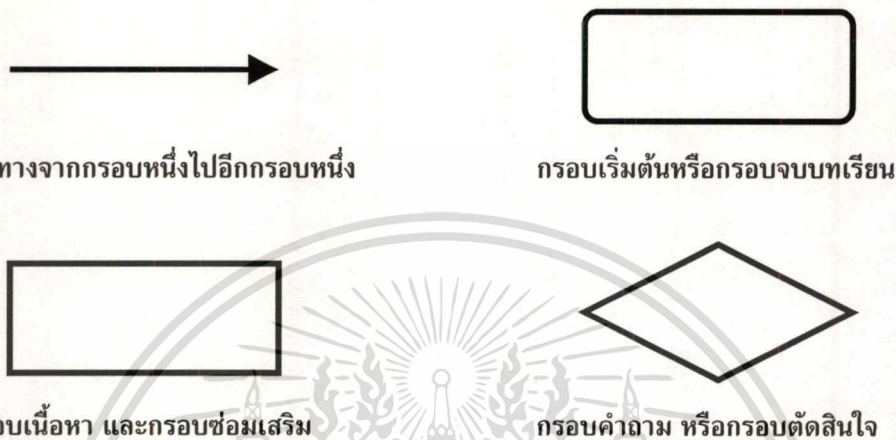 ทางจากกรอบหนึ่งไปอีกกรอบหนึ่ง
กรอบเริ่มต้นหรือกรอบจบบทเรียน
บเนื้อหา และกรอบซ่อมเสริม
กรอบคำถาม หรือกรอบตัดสินใจ